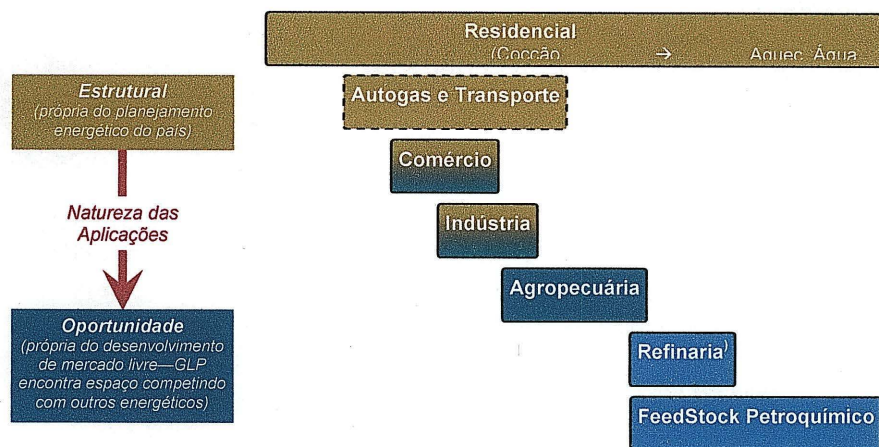 Residencial
(Cocção → Aquec. Água
Estrutural
(própria do planejamento
energético do país)
Autogas e Transporte
Comércio
Natureza das
Aplicações
Indústria
Agropecuária
Oportunidade
(própria do desenvolvimento
de mercado livre—GLP
encontra espaço competindo
com outros energéticos)
Refinaria)
FeedStock Petroquímico